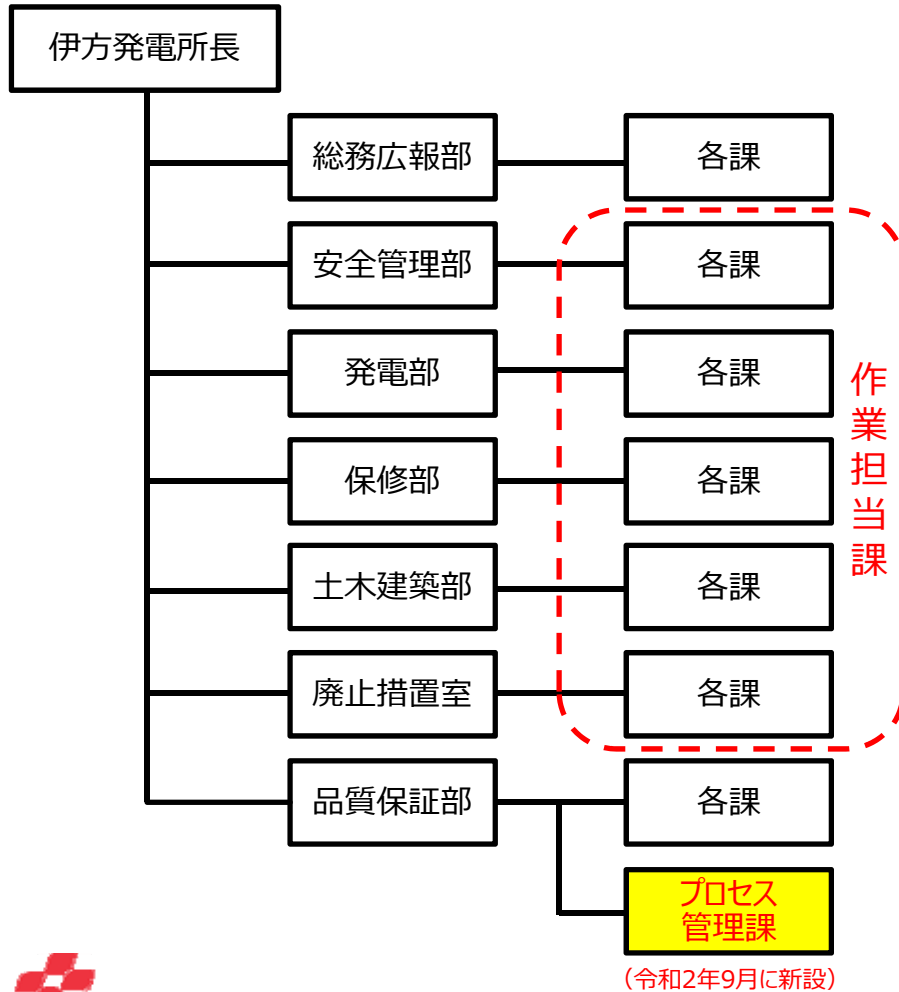 伊方発電所長
総務広報部
各課
安全管理部
各課
発電部
各課
保修部
各課
土木建築部
各課
廃止措置室
各課
作業担当課
品質保証部
各課
プロセス
管理課
（令和2年9月に新設）